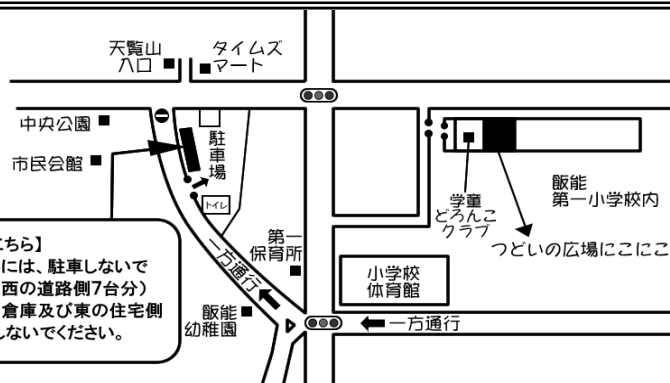 天覧山
入口
タイムズ
マート
中央公園
市民会館
駐車場
トイレ
学童
どろんこ
クラブ
飯能
第一小学校内
つどいの広場にこにこ
第一
保育所
一方通行
小学校
体育館
飯能
幼稚園
一方通行
こちら】
には、駐車しないで
西の道路側7台分）
倉庫及び東の住宅側
しないでください。